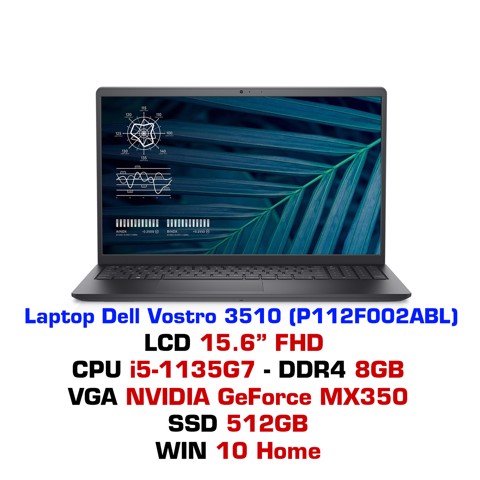 Laptop Dell Vostro 3510 (P112F002ABL)
LCD 15.6” FHD
CPU i5-1135G7 - DDR4 8GB
VGA NVIDIA GeForce MX350
SSD 512GB
WIN 10 Home